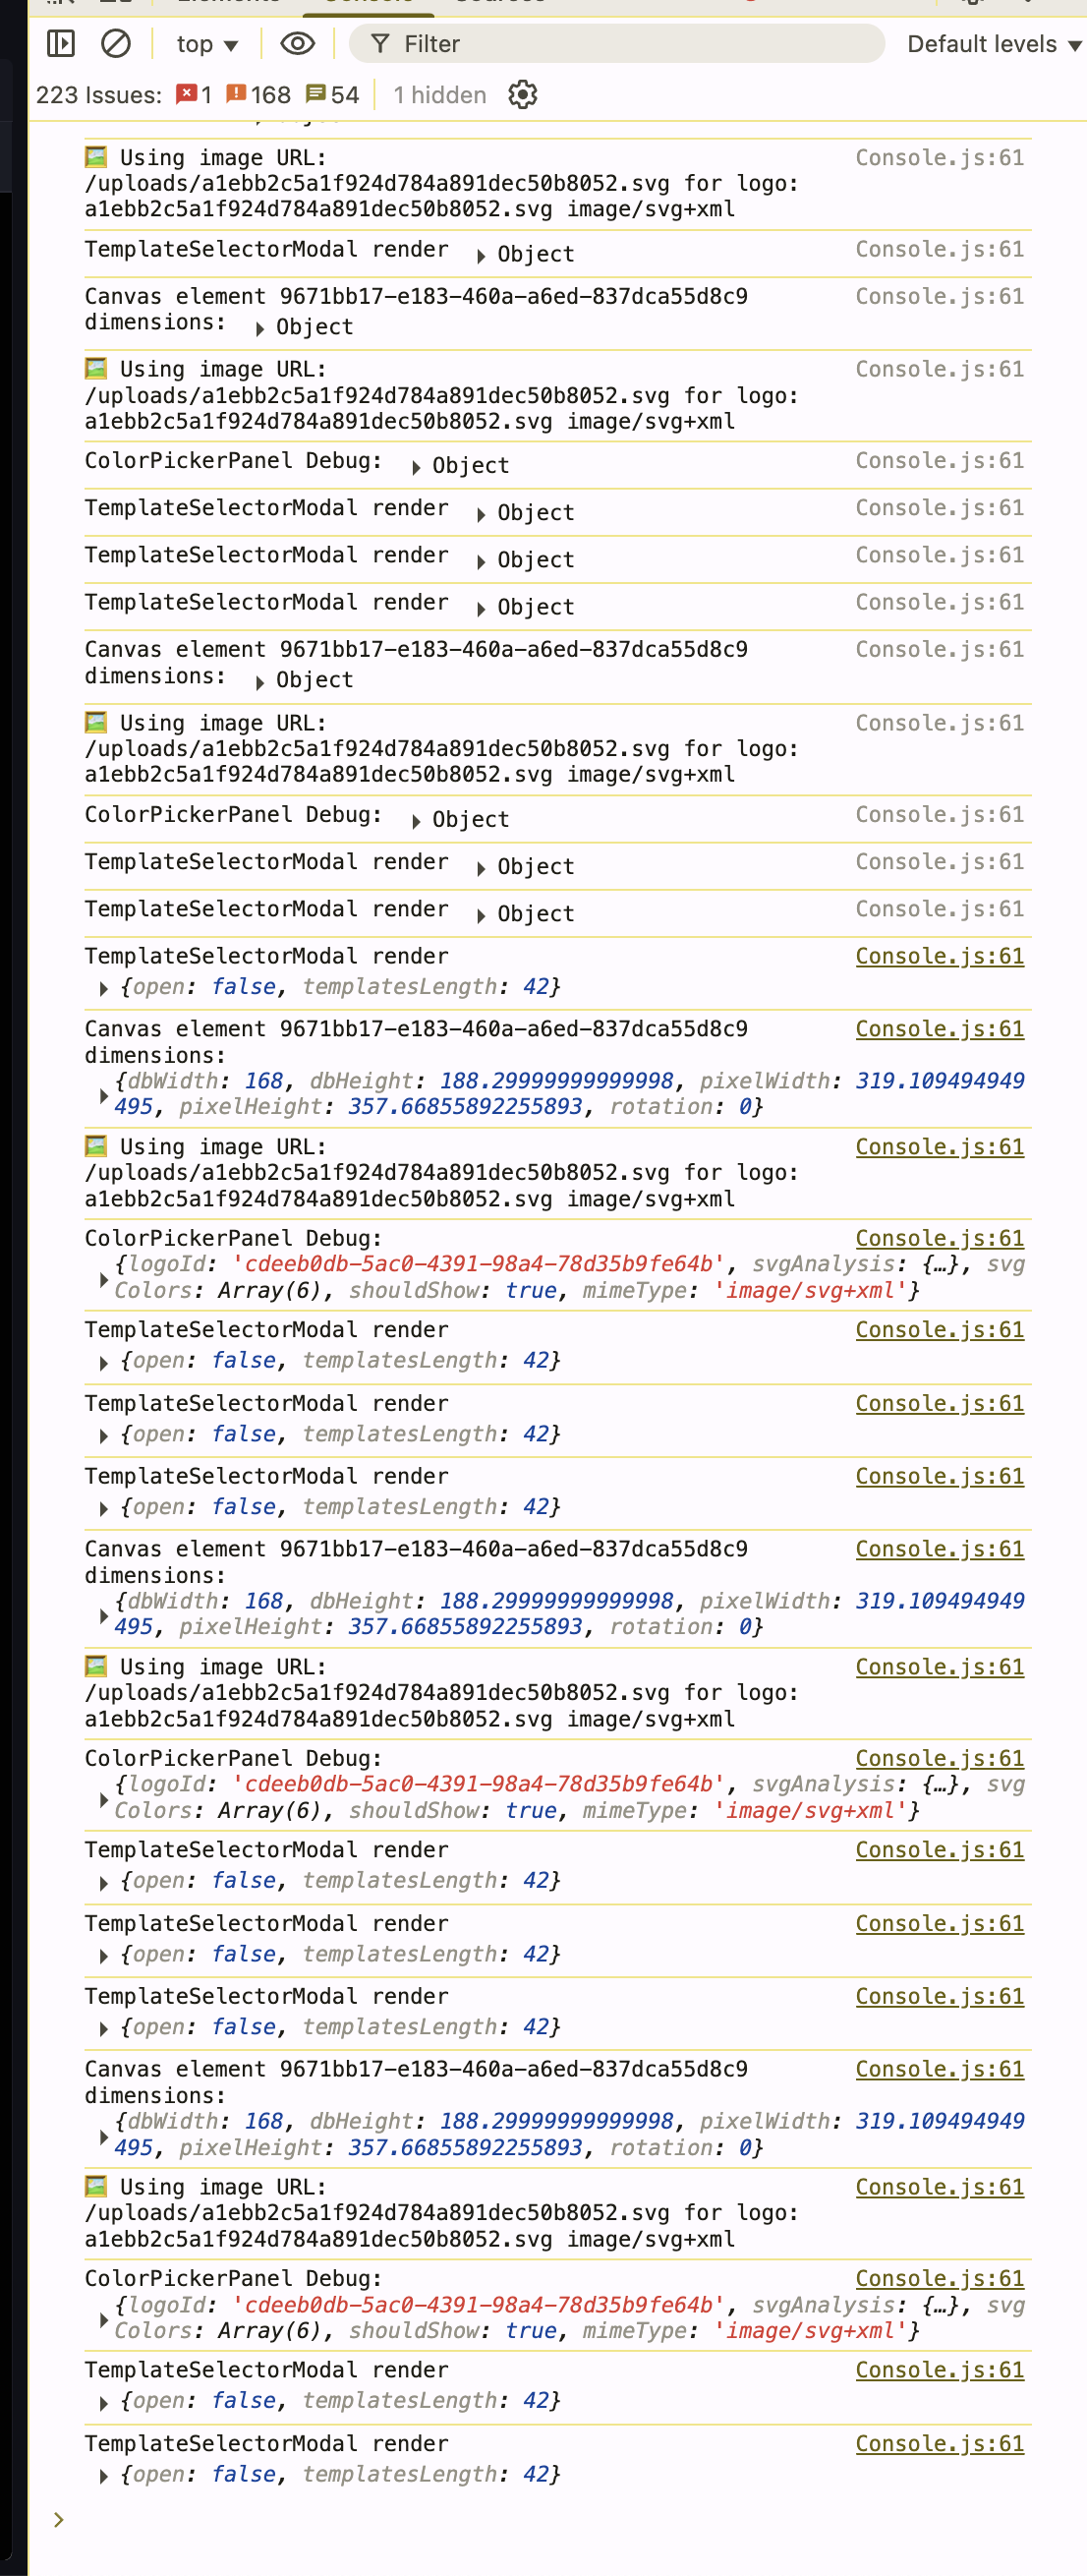 top ▼
Filter
Default levels ▼
223 Issues: 1 168 54 1 hidden
Using image URL: Console.js:61
/uploads/a1ebb2c5a1f924d784a891dec50b8052.svg for logo:
a1ebb2c5a1f924d784a891dec50b8052.svg image/svg+xml
TemplateSelectorModal render ▶ Object Console.js:61
Canvas element 9671bb17-e183-460a-a6ed-837dca55d8c9 Console.js:61
dimensions: ▶ Object
Using image URL: Console.js:61
/uploads/a1ebb2c5a1f924d784a891dec50b8052.svg for logo:
a1ebb2c5a1f924d784a891dec50b8052.svg image/svg+xml
ColorPickerPanel Debug: ▶ Object Console.js:61
TemplateSelectorModal render ▶ Object Console.js:61
TemplateSelectorModal render ▶ Object Console.js:61
TemplateSelectorModal render ▶ Object Console.js:61
Canvas element 9671bb17-e183-460a-a6ed-837dca55d8c9 Console.js:61
dimensions: ▶ Object
Using image URL: Console.js:61
/uploads/a1ebb2c5a1f924d784a891dec50b8052.svg for logo:
a1ebb2c5a1f924d784a891dec50b8052.svg image/svg+xml
ColorPickerPanel Debug: ▶ Object Console.js:61
TemplateSelectorModal render ▶ Object Console.js:61
TemplateSelectorModal render ▶ Object Console.js:61
TemplateSelectorModal render Console.js:61
▶ {open: false, templatesLength: 42}
Canvas element 9671bb17-e183-460a-a6ed-837dca55d8c9 Console.js:61
dimensions:
▶ {dbWidth: 168, dbHeight: 188.29999999999998, pixelWidth: 319.109494949
495, pixelHeight: 357.66855892255893, rotation: 0}
Using image URL: Console.js:61
/uploads/a1ebb2c5a1f924d784a891dec50b8052.svg for logo:
a1ebb2c5a1f924d784a891dec50b8052.svg image/svg+xml
ColorPickerPanel Debug: Console.js:61
▶ {logoId: 'cdeeb0db-5ac0-4391-98a4-78d35b9fe64b', svgAnalysis: {…}, svg
Colors: Array(6), shouldShow: true, mimeType: 'image/svg+xml'}
TemplateSelectorModal render Console.js:61
▶ {open: false, templatesLength: 42}
TemplateSelectorModal render Console.js:61
▶ {open: false, templatesLength: 42}
TemplateSelectorModal render Console.js:61
▶ {open: false, templatesLength: 42}
Canvas element 9671bb17-e183-460a-a6ed-837dca55d8c9 Console.js:61
dimensions:
▶ {dbWidth: 168, dbHeight: 188.29999999999998, pixelWidth: 319.109494949
495, pixelHeight: 357.66855892255893, rotation: 0}
Using image URL: Console.js:61
/uploads/a1ebb2c5a1f924d784a891dec50b8052.svg for logo:
a1ebb2c5a1f924d784a891dec50b8052.svg image/svg+xml
ColorPickerPanel Debug: Console.js:61
▶ {logoId: 'cdeeb0db-5ac0-4391-98a4-78d35b9fe64b', svgAnalysis: {…}, svg
Colors: Array(6), shouldShow: true, mimeType: 'image/svg+xml'}
TemplateSelectorModal render Console.js:61
▶ {open: false, templatesLength: 42}
TemplateSelectorModal render Console.js:61
▶ {open: false, templatesLength: 42}
TemplateSelectorModal render Console.js:61
▶ {open: false, templatesLength: 42}
Canvas element 9671bb17-e183-460a-a6ed-837dca55d8c9 Console.js:61
dimensions:
▶ {dbWidth: 168, dbHeight: 188.29999999999998, pixelWidth: 319.109494949
495, pixelHeight: 357.66855892255893, rotation: 0}
Using image URL: Console.js:61
/uploads/a1ebb2c5a1f924d784a891dec50b8052.svg for logo:
a1ebb2c5a1f924d784a891dec50b8052.svg image/svg+xml
ColorPickerPanel Debug: Console.js:61
▶ {logoId: 'cdeeb0db-5ac0-4391-98a4-78d35b9fe64b', svgAnalysis: {…}, svg
Colors: Array(6), shouldShow: true, mimeType: 'image/svg+xml'}
TemplateSelectorModal render Console.js:61
▶ {open: false, templatesLength: 42}
TemplateSelectorModal render Console.js:61
▶ {open: false, templatesLength: 42}